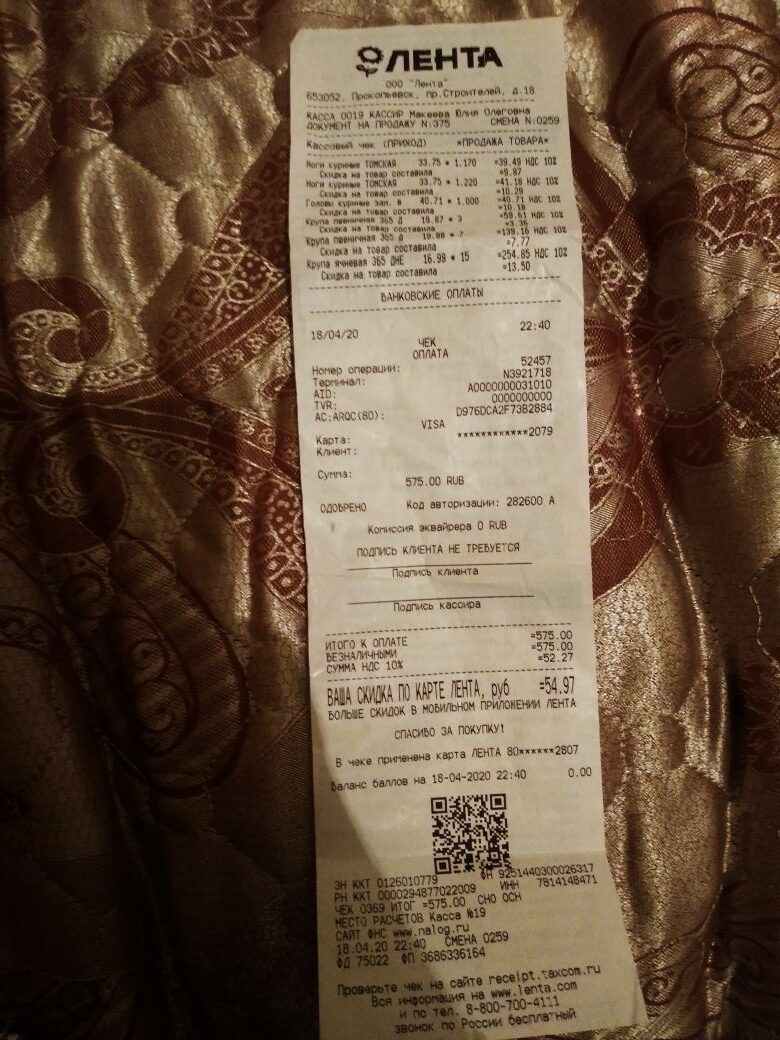 ЛЕНТА
ООО "Лента"
653052, Прокопьевск, пр.Строителей, д.18
КАССА 0019 КАССИР Макеева Юлия Олеговна
ДОКУМЕНТ НА ПРОДАЖУ N:375 СМЕНА N:0259
Кассовый чек (ПРИХОД) *ПРОДАЖА ТОВАРА*
Ноги куриные ТОМСКАЯ 33.75 * 1.170 =39.49 НДС 10%
Скидка на товар составила =9.87
Ноги куриные ТОМСКАЯ 33.75 * 1.220 =41.18 НДС 10%
Скидка на товар составила =10.29
Головы куриные зам. в 40.71 * 1.000 =40.71 НДС 10%
Скидка на товар составила =10.18
Крупа пшеничная 365 Д 19.87 * 3 =59.61 НДС 10%
Скидка на товар составила =3.36
Крупа пшеничная 365 Д 19.88 * 7 =139.16 НДС 10%
Скидка на товар составила =7.77
Крупа ячневая 365 ДНЕ 16.99 * 15 =254.85 НДС 10%
Скидка на товар составила =13.50
БАНКОВСКИЕ ОПЛАТЫ
18/04/20 22:40
ЧЕК
ОПЛАТА
Номер операции: 52457
Терминал: N3921718
AID: A0000000031010
TVR: 0000000000
AC:ARQC(80): D976DCA2F73B2884
VISA
Карта: ************2079
Клиент:
Сумма: 575.00 RUB
ОДОБРЕНО Код авторизации: 282600 A
Комиссия эквайрера 0 RUB
ПОДПИСЬ КЛИЕНТА НЕ ТРЕБУЕТСЯ
Подпись клиента
Подпись кассира
ИТОГО К ОПЛАТЕ =575.00
БЕЗНАЛИЧНЫМИ =575.00
СУММА НДС 10% =52.27
ВАША СКИДКА ПО КАРТЕ ЛЕНТА, руб =54.97
БОЛЬШЕ СКИДОК В МОБИЛЬНОМ ПРИЛОЖЕНИИ ЛЕНТА
СПАСИБО ЗА ПОКУПКУ!
В чеке применена карта ЛЕНТА 80******2807
Баланс баллов на 18-04-2020 22:40 0.00
ЗН ККТ 0126010779 ФН 9251440300026317
РН ККТ 0000294877022009 ИНН 7814148471
ЧЕК 0369 ИТОГ =575.00 СНО ОСН
МЕСТО РАСЧЕТОВ Касса №19
САЙТ ФНС www.nalog.ru
18.04.20 22:40 СМЕНА 0259
ФД 75022 ФП 3686336164
Проверьте чек на сайте receipt.taxcom.ru
Вся информация на www.lenta.com
и по тел. 8-800-700-4111
звонок по России бесплатный